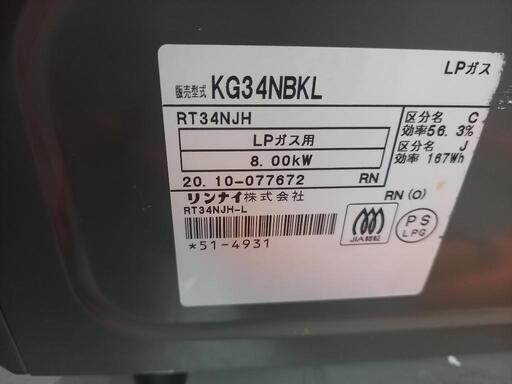 LPガス
販売型式 KG34NBKL
RT34NJH
LPガス用
8.00kW
区分名 C
効率56.3%
区分名 J
効率 167Wh
20.10-077672 RN
リンナイ株式会社
RN(O)
RT34NJH-L
*51-4931
JIA認証
PS
LPG